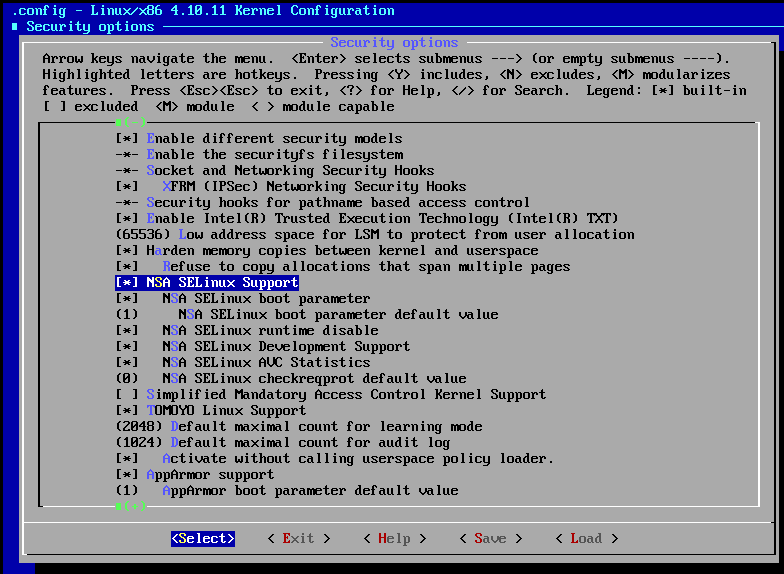 .config - Linux/x86 4.10.11 Kernel Configuration
Security options
Security options
Arrow keys navigate the menu.  <Enter> selects submenus ---> (or empty submenus ----).
Highlighted letters are hotkeys.  Pressing <Y> includes, <N> excludes, <M> modularizes
features.  Press <Esc><Esc> to exit, <?> for Help, </> for Search.  Legend: [*] built-in
[ ] excluded  <M> module  < > module capable
(-)
[*] Enable different security models
-*- Enable the securityfs filesystem
-*- Socket and Networking Security Hooks
[*]   XFRM (IPSec) Networking Security Hooks
-*- Security hooks for pathname based access control
[*] Enable Intel(R) Trusted Execution Technology (Intel(R) TXT)
(65536) Low address space for LSM to protect from user allocation
[*] Harden memory copies between kernel and userspace
[*]   Refuse to copy allocations that span multiple pages
[*] NSA SELinux Support
[*]   NSA SELinux boot parameter
(1)     NSA SELinux boot parameter default value
[*]   NSA SELinux runtime disable
[*]   NSA SELinux Development Support
[*]   NSA SELinux AVC Statistics
(0)   NSA SELinux checkreqprot default value
[ ] Simplified Mandatory Access Control Kernel Support
[*] TOMOYO Linux Support
(2048) Default maximal count for learning mode
(1024) Default maximal count for audit log
[*]   Activate without calling userspace policy loader.
[*] AppArmor support
(1)   AppArmor boot parameter default value
(+)
<Select>    < Exit >    < Help >    < Save >    < Load >